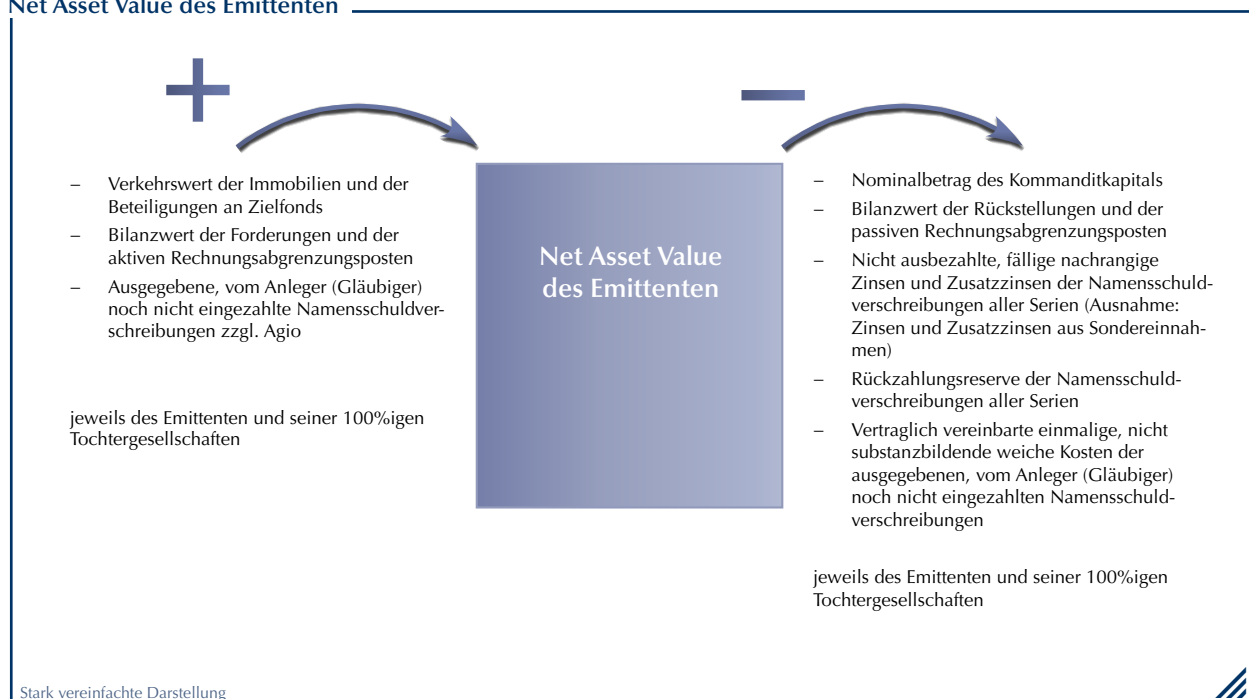 Net Asset Value des Emittenten
– Verkehrswert der Immobilien und der
Beteiligungen an Zielfonds
– Bilanzwert der Forderungen und der
aktiven Rechnungsabgrenzungsposten
– Ausgegebene, vom Anleger (Gläubiger)
noch nicht eingezahlte Namensschuldver-
schreibungen zzgl. Agio
jeweils des Emittenten und seiner 100%igen
Tochtergesellschaften
Net Asset Value
des Emittenten
– Nominalbetrag des Kommanditkapitals
– Bilanzwert der Rückstellungen und der
passiven Rechnungsabgrenzungsposten
– Nicht ausbezahlte, fällige nachrangige
Zinsen und Zusatzzinsen der Namensschuld-
verschreibungen aller Serien (Ausnahme:
Zinsen und Zusatzzinsen aus Sondereinnah-
men)
– Rückzahlungsreserve der Namensschuld-
verschreibungen aller Serien
– Vertraglich vereinbarte einmalige, nicht
substanzbildende weiche Kosten der
ausgegebenen, vom Anleger (Gläubiger)
noch nicht eingezahlten Namensschuld-
verschreibungen
jeweils des Emittenten und seiner 100%igen
Tochtergesellschaften
Stark vereinfachte Darstellung